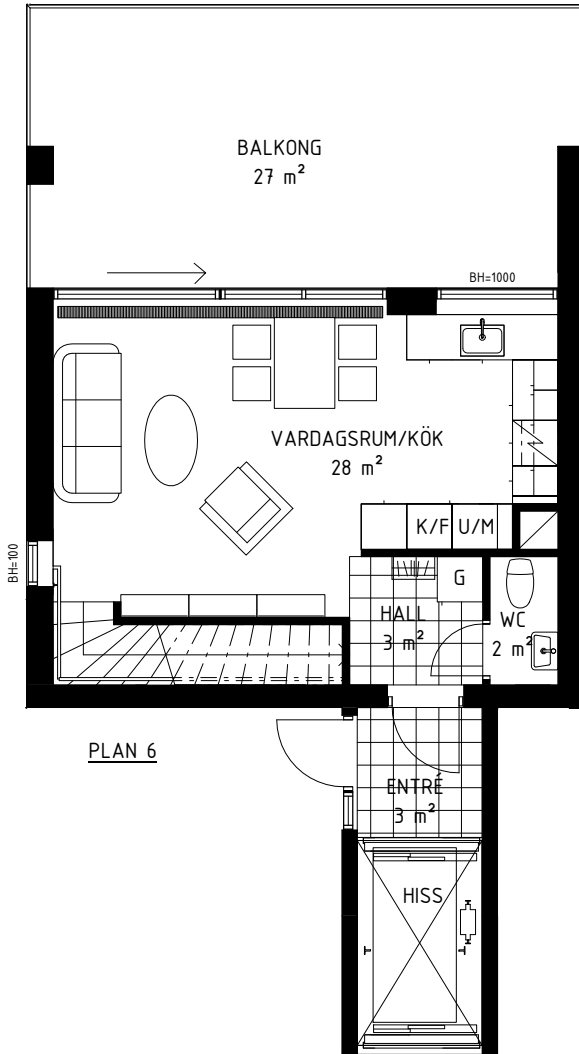 BALKONG
27 m²
BH=1000
VARDAGSRUM/KÖK
28 m²
K/F U/M
BH=100
G
HALL
3 m²
WC
2 m²
PLAN 6
ENTRÉ
3 m²
HISS